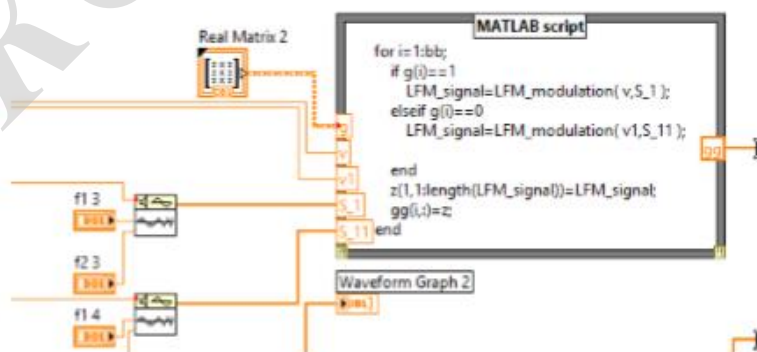 Real Matrix 2
MATLAB script
for i=1:bb;
if g(i)==1
LFM_signal=LFM_modulation( v,S_1 );
elseif g(i)==0
LFM_signal=LFM_modulation( v1,S_11 );
end
z(1,1:length(LFM_signal))=LFM_signal;
gg(i,:)=z;
end
g
v
v1
S_1
S_11
gg
f1 3
f2 3
f1 4
Waveform Graph 2